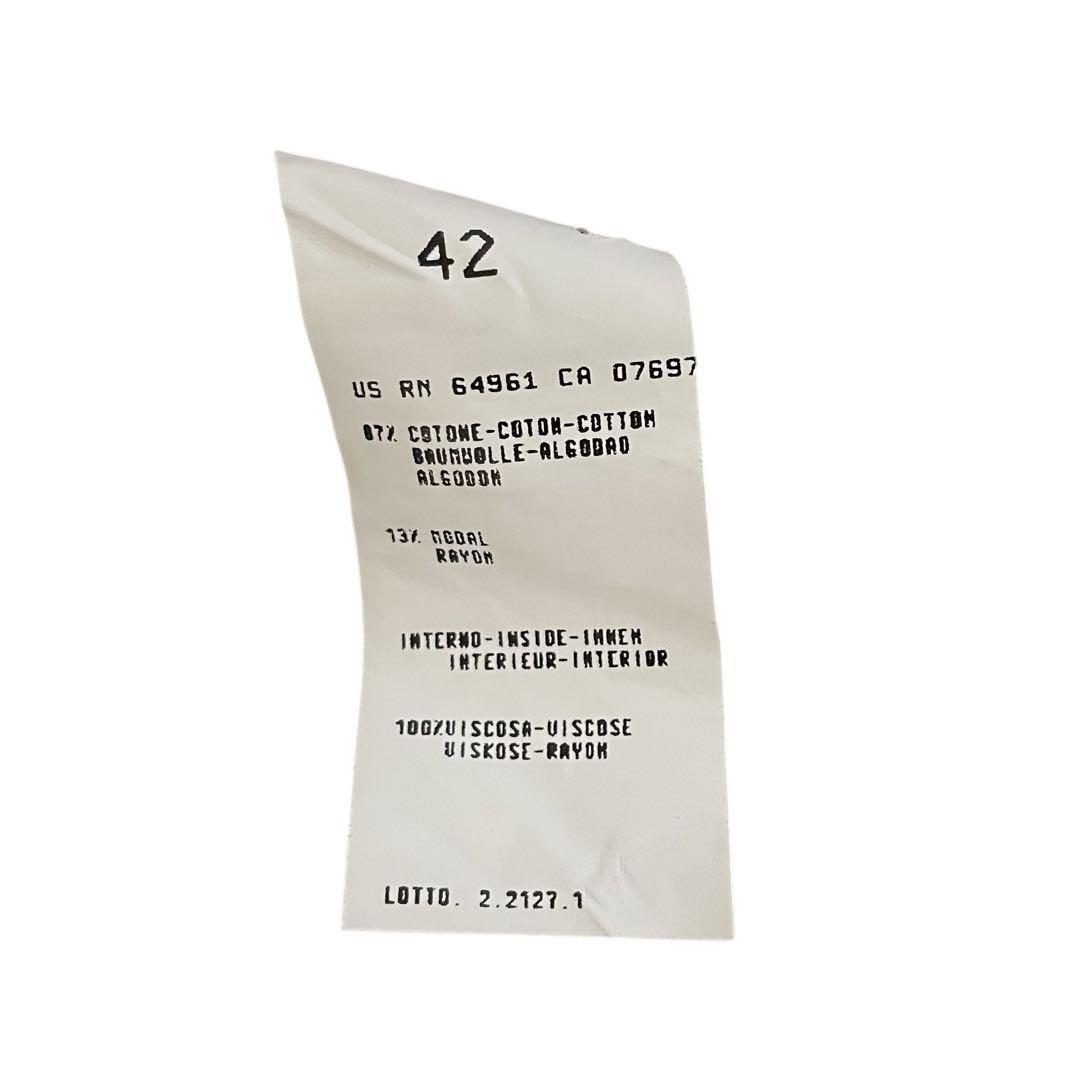 42
US RN 64961 CA 07697
87% COTONE-COTON-COTTON
BAUMWOLLE-ALGODAO
ALGODON
13% MODAL
RAYON
INTERNO-INSIDE-INNEN
INTERIEUR-INTERIOR
100%VISCOSA-VISCOSE
VISKOSE-RAYON
LOTTO. 2.2127.1